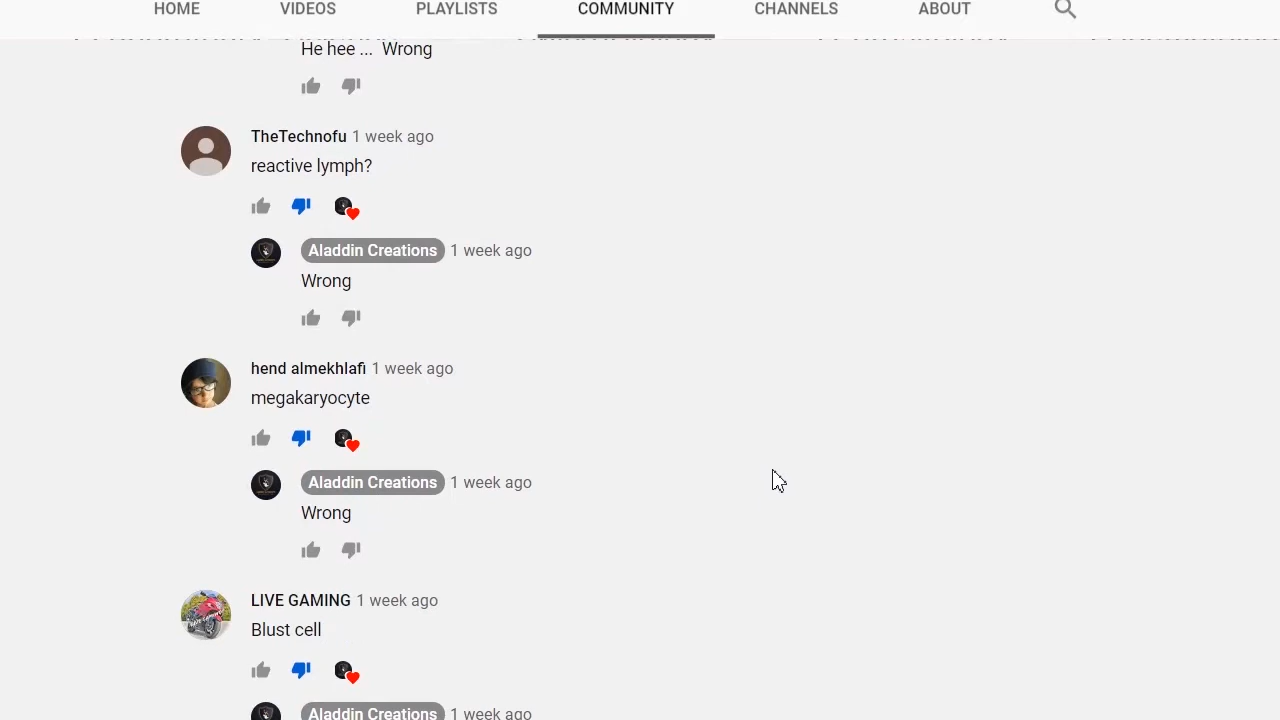 HOME VIDEOS PLAYLISTS COMMUNITY CHANNELS ABOUT
He hee ... Wrong
TheTechnofu 1 week ago
reactive lymph?
Aladdin Creations 1 week ago
Wrong
hend almekhlafi 1 week ago
megakaryocyte
Aladdin Creations 1 week ago
Wrong
LIVE GAMING 1 week ago
Blust cell
Aladdin Creations 1 week ago